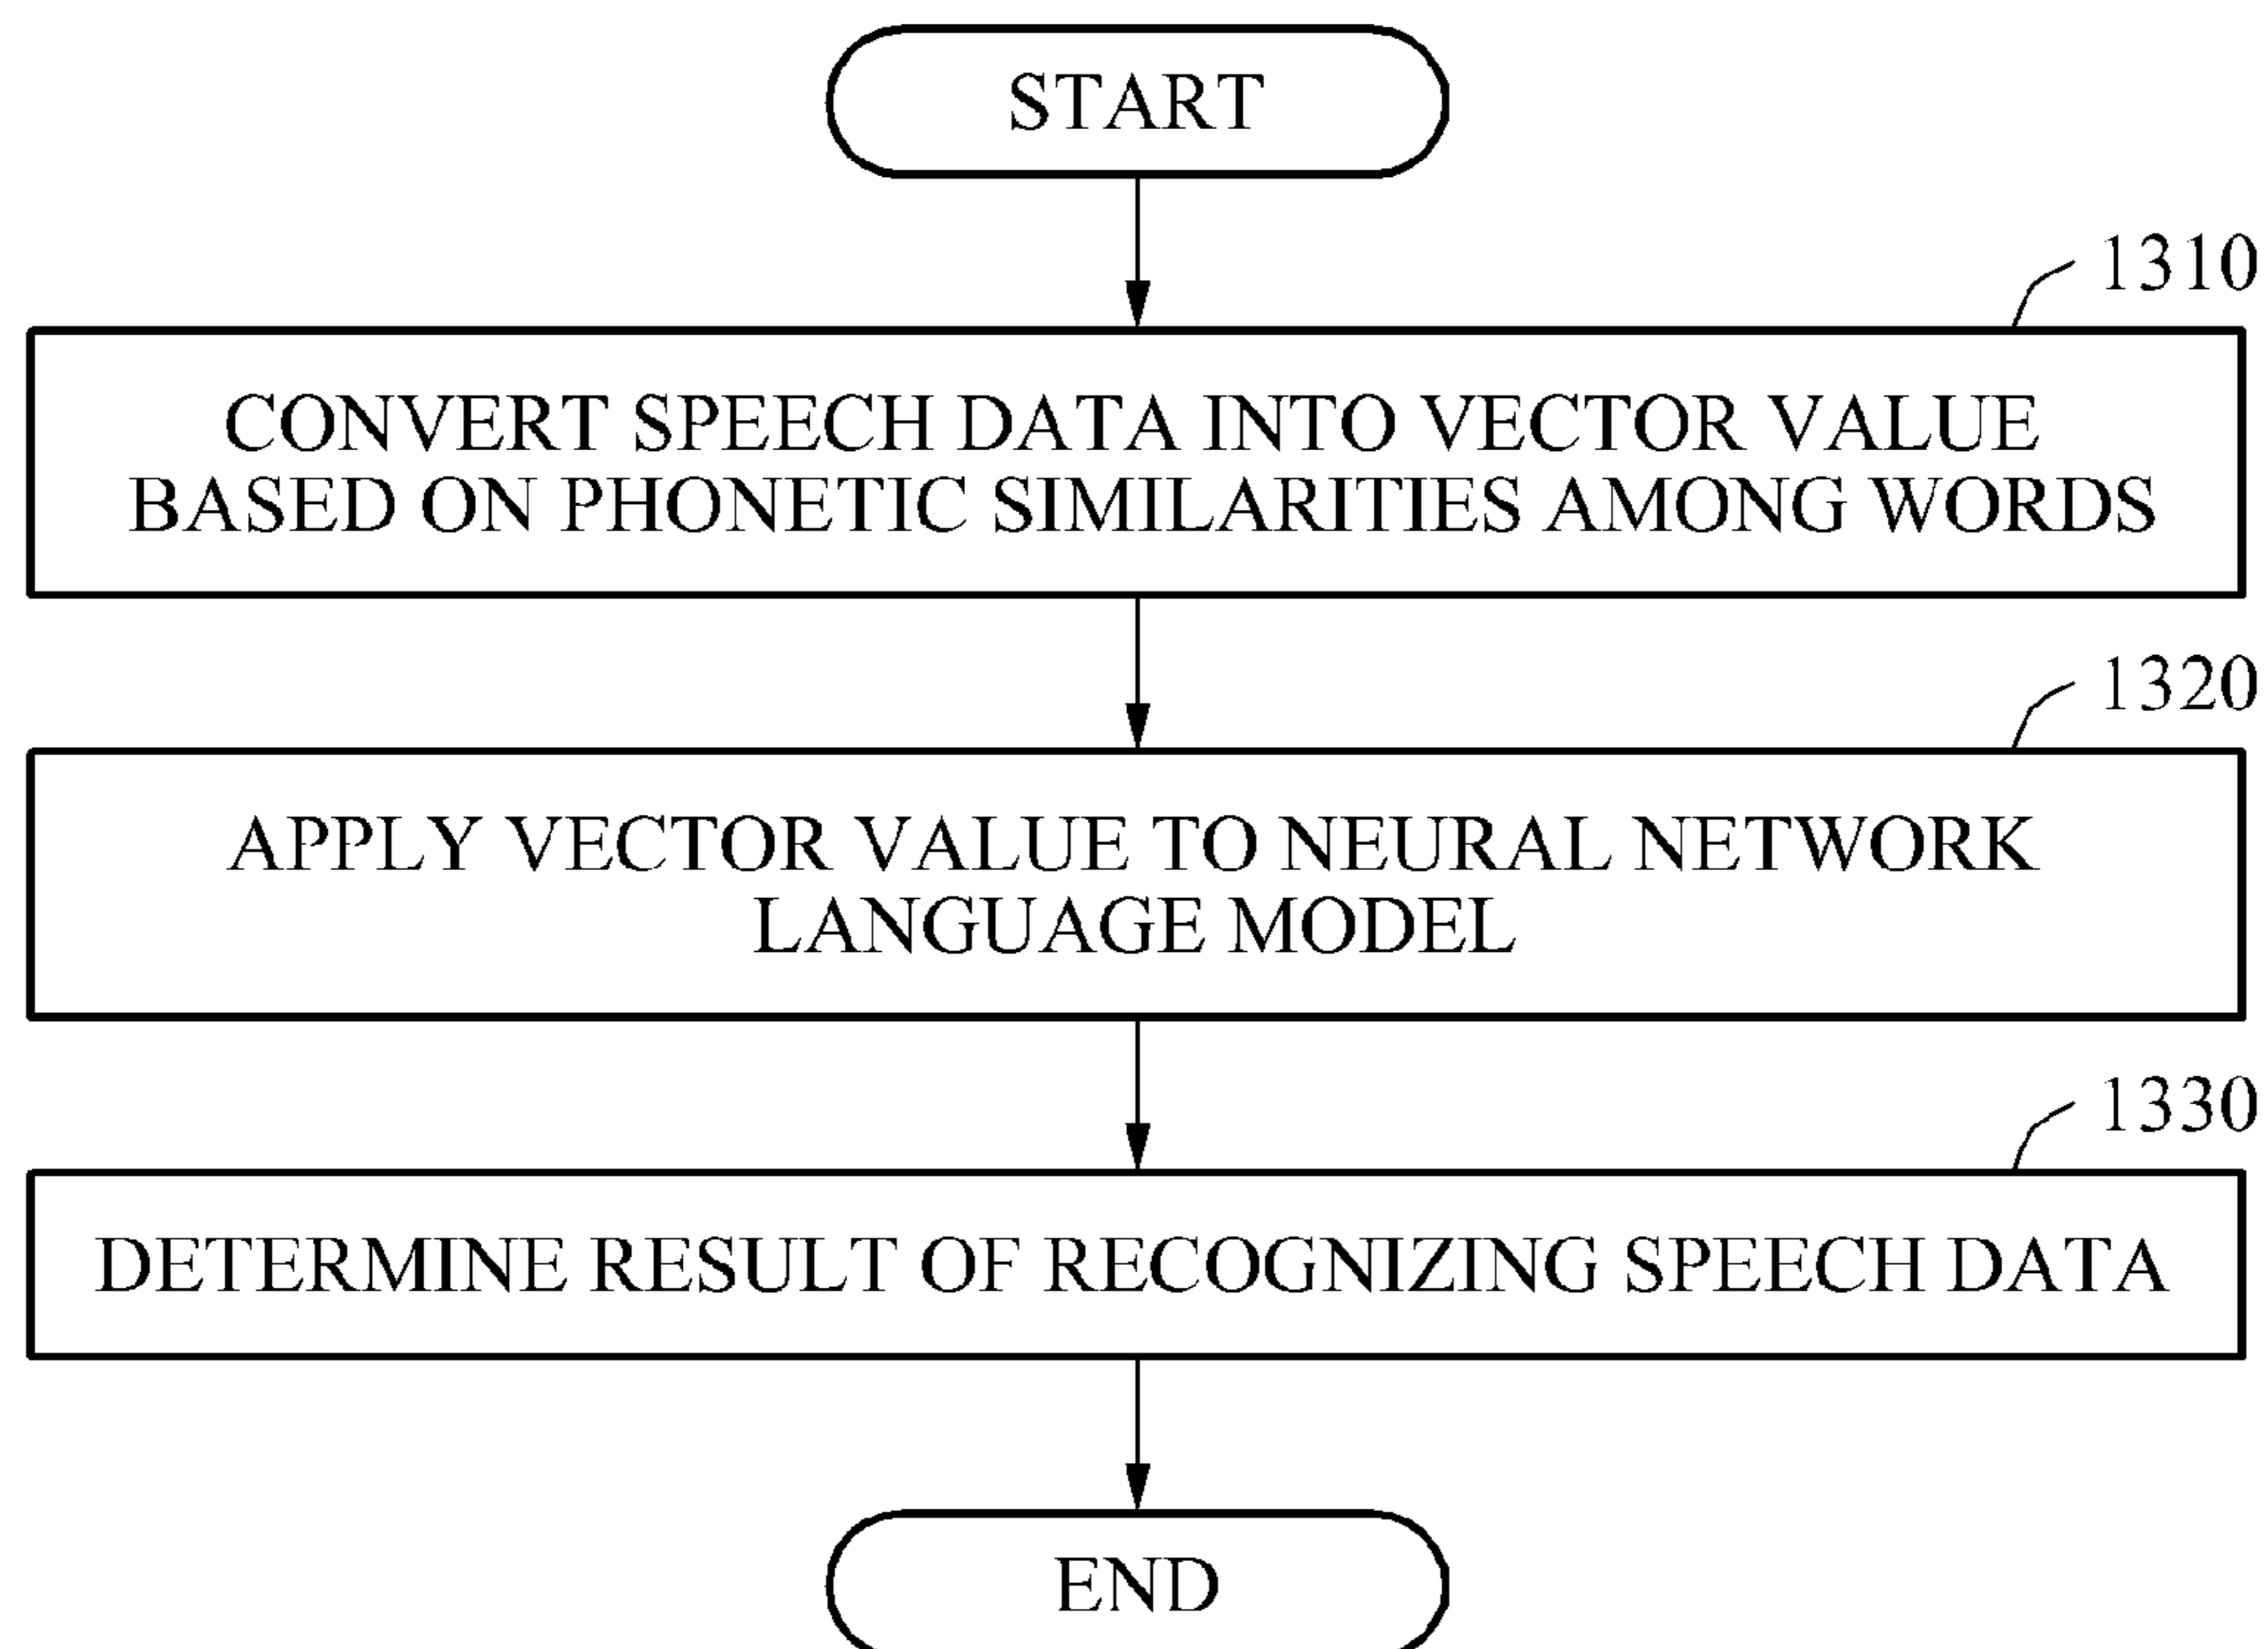 START
1310
CONVERT SPEECH DATA INTO VECTOR VALUE
BASED ON PHONETIC SIMILARITIES AMONG WORDS
1320
APPLY VECTOR VALUE TO NEURAL NETWORK
LANGUAGE MODEL
1330
DETERMINE RESULT OF RECOGNIZING SPEECH DATA
END